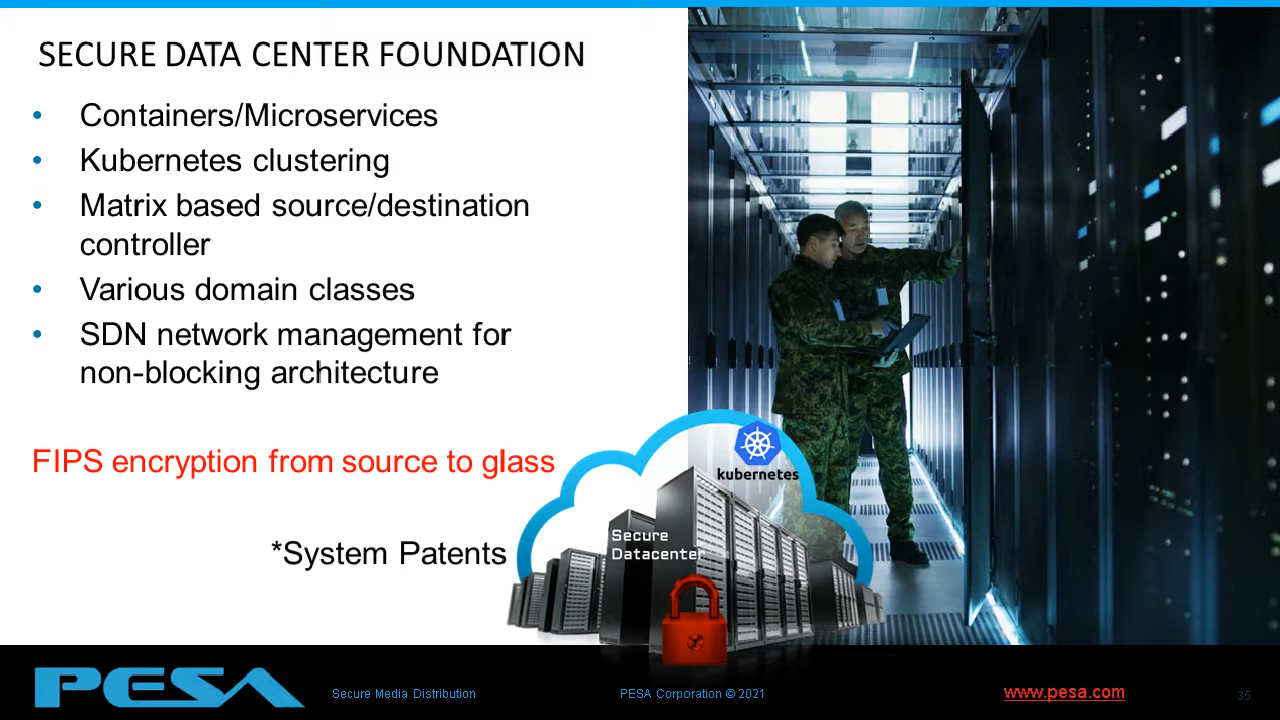 SECURE DATA CENTER FOUNDATION
• Containers/Microservices
• Kubernetes clustering
• Matrix based source/destination
controller
• Various domain classes
• SDN network management for
non-blocking architecture
FIPS encryption from source to glass
kubernetes
Secure
Datacenter
*System Patents
PESA
Secure Media Distribution
PESA Corporation © 2021
www.pesa.com
35